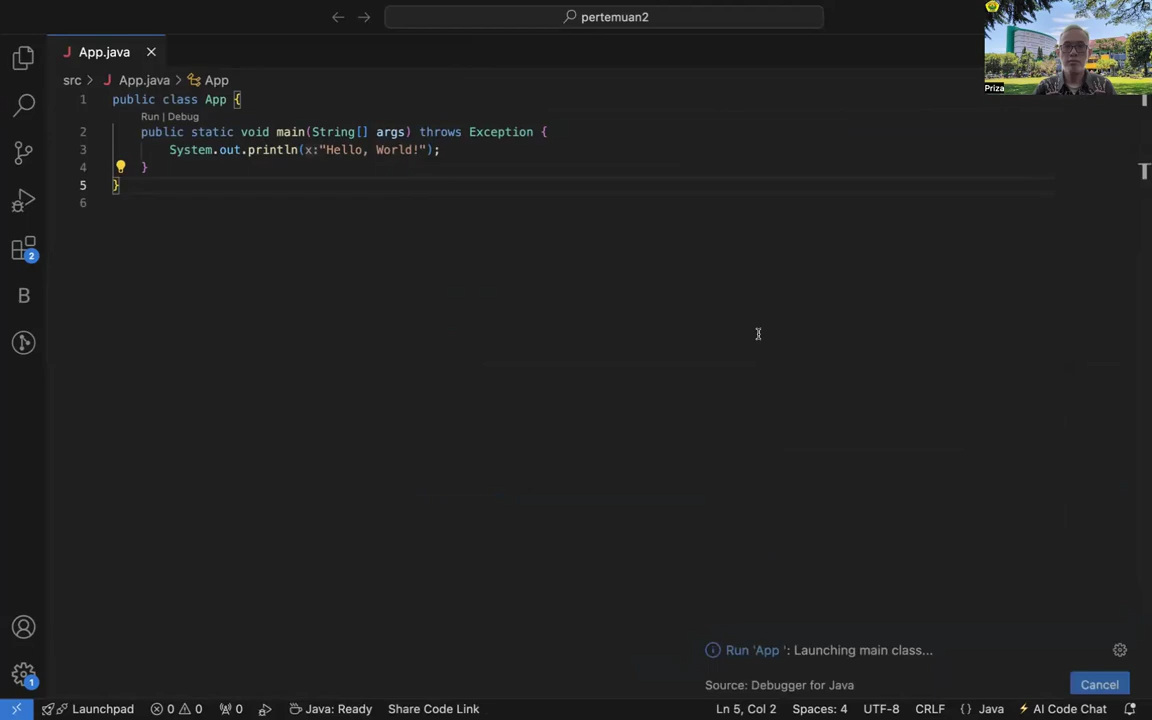 pertemuan2
App.java
src > App.java > App
Priza
1 public class App {
Run | Debug
2 public static void main(String[] args) throws Exception {
3 System.out.println(x:"Hello, World!");
4 }
5 }
6
2
B
Run 'App ': Launching main class...
Source: Debugger for Java
Cancel
1
Launchpad 0 0 0 Java: Ready Share Code Link Ln 5, Col 2 Spaces: 4 UTF-8 CRLF {} Java AI Code Chat